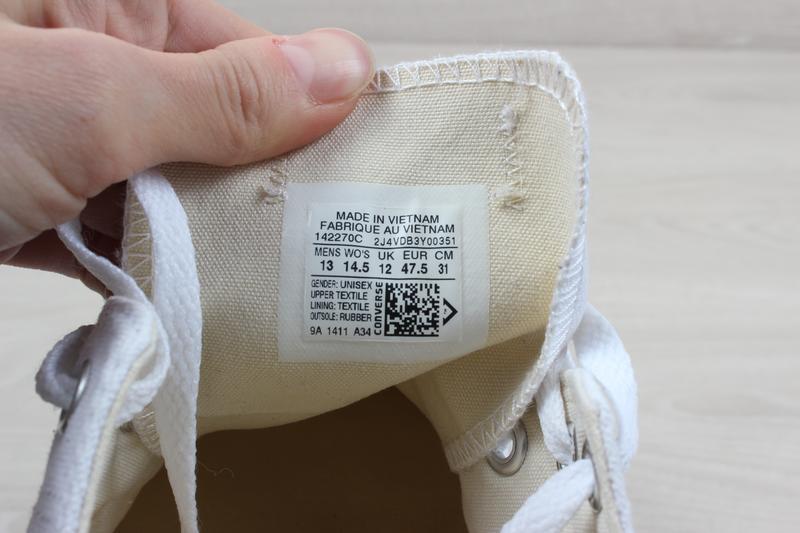 MADE IN VIETNAM
FABRIQUE AU VIETNAM
142270C 2J4VDB3Y00351
MENS WO'S UK EUR CM
13 14.5 12 47.5 31
GENDER: UNISEX
UPPER TEXTILE
LINING: TEXTILE
OUTSOLE: RUBBER
CONVERSE
9A 1411 A34